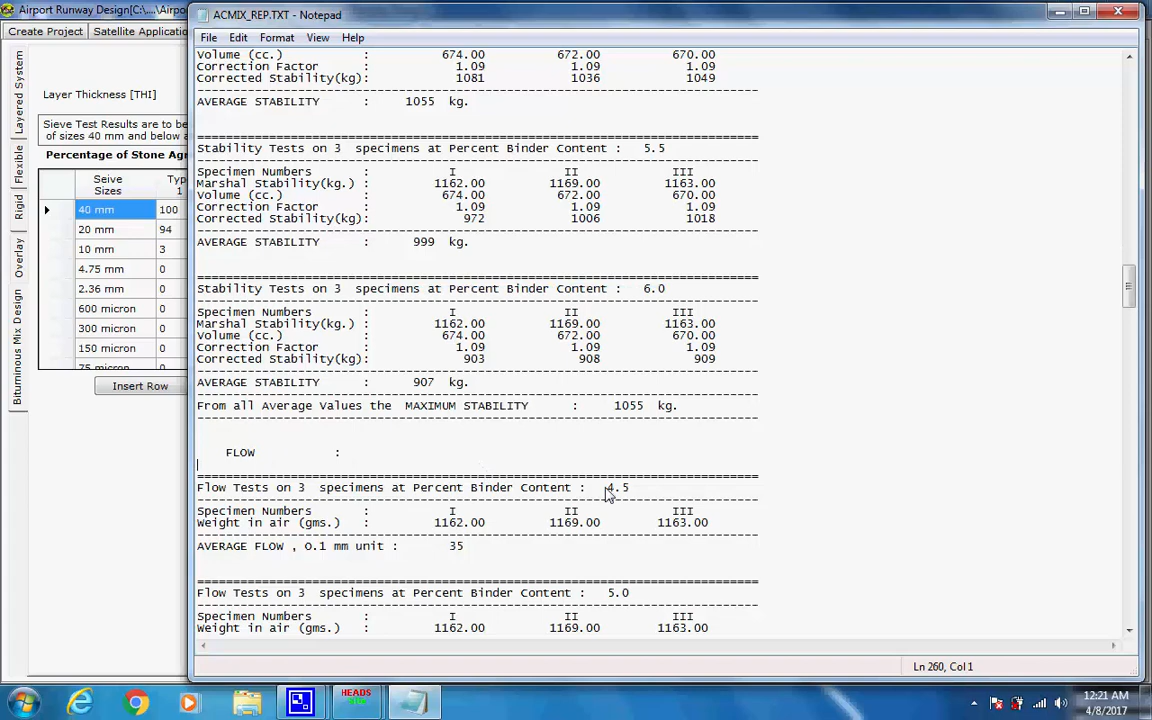 Airport Runway Design[C:\....\Airpo
ACMIX_REP.TXT - Notepad
Create Project
Satellite Applicatio
File Edit Format View Help
Layered System
Flexible
Rigid
Overlay
Bituminous Mix Design
Layer Thickness [THI]
Sieve Test Results are to be
of sizes 40 mm and below a
Percentage of Stone Agr
Seive Sizes Typ 1
40 mm 100
20 mm 94
10 mm 3
4.75 mm 0
2.36 mm 0
600 micron 0
300 micron 0
150 micron 0
75 micron 0
Insert Row
Volume (cc.) : 674.00 672.00 670.00
Correction Factor : 1.09 1.09 1.09
Corrected Stability(kg): 1081 1036 1049
--------------------------------------------------------------------------------
AVERAGE STABILITY : 1055 kg.
================================================================================
Stability Tests on 3 specimens at Percent Binder Content : 5.5
--------------------------------------------------------------------------------
Specimen Numbers I II III
Marshal Stability(kg.) : 1162.00 1169.00 1163.00
Volume (cc.) : 674.00 672.00 670.00
Correction Factor : 1.09 1.09 1.09
Corrected Stability(kg): 972 1006 1018
--------------------------------------------------------------------------------
AVERAGE STABILITY : 999 kg.
================================================================================
Stability Tests on 3 specimens at Percent Binder Content : 6.0
--------------------------------------------------------------------------------
Specimen Numbers : I II III
Marshal Stability(kg.) : 1162.00 1169.00 1163.00
Volume (cc.) : 674.00 672.00 670.00
Correction Factor : 1.09 1.09 1.09
Corrected Stability(kg): 903 908 909
--------------------------------------------------------------------------------
AVERAGE STABILITY : 907 kg.
--------------------------------------------------------------------------------
From all Average Values the MAXIMUM STABILITY : 1055 kg.
--------------------------------------------------------------------------------
FLOW :
================================================================================
Flow Tests on 3 specimens at Percent Binder Content : 4.5
--------------------------------------------------------------------------------
Specimen Numbers : I II III
Weight in air (gms.) : 1162.00 1169.00 1163.00
--------------------------------------------------------------------------------
AVERAGE FLOW , 0.1 mm unit : 35
================================================================================
Flow Tests on 3 specimens at Percent Binder Content : 5.0
--------------------------------------------------------------------------------
Specimen Numbers : I II III
Weight in air (gms.) : 1162.00 1169.00 1163.00
Ln 260, Col 1
HEADS
12:21 AM
4/8/2017